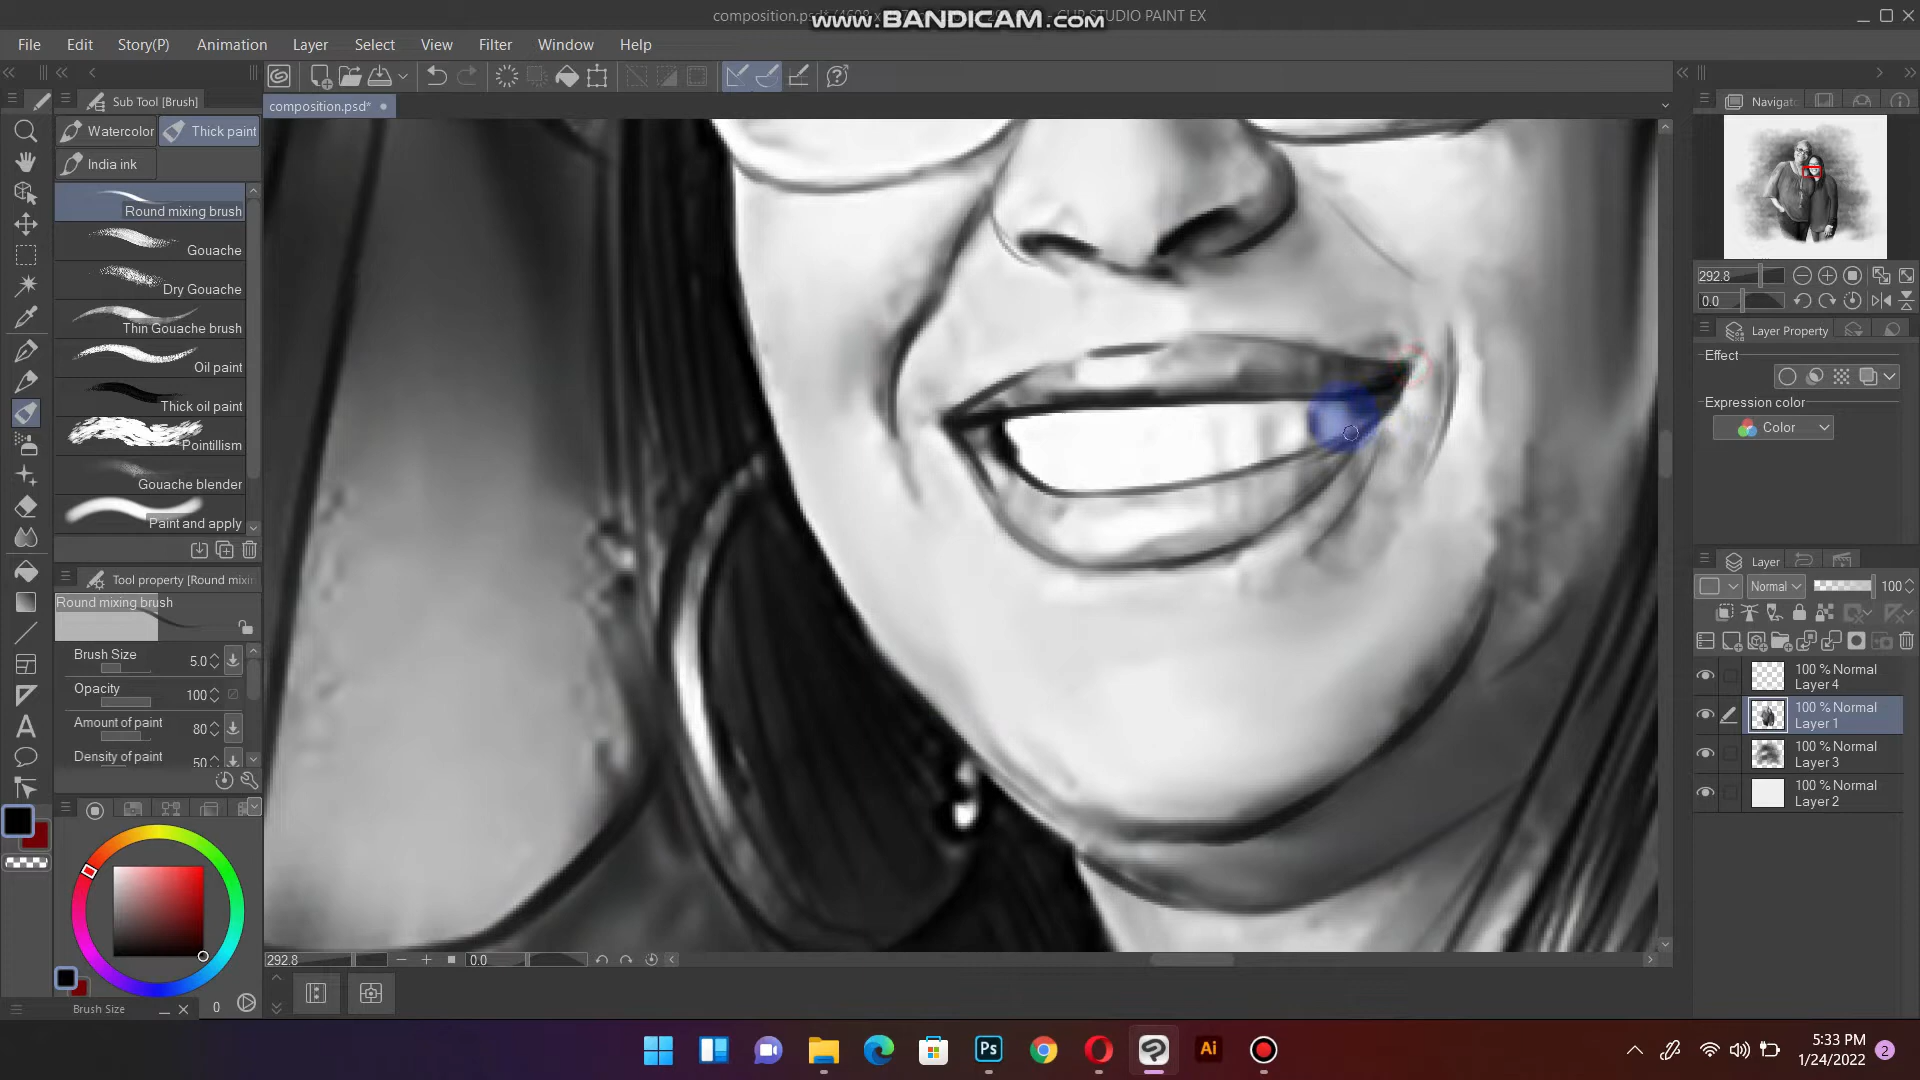 composition.psd
CLIP STUDIO PAINT EX
www.BANDICAM.com
File Edit Story(P) Animation Layer Select View Filter Window Help
Sub Tool [Brush]
composition.psd*
Watercolor
Thick paint
India ink
Round mixing brush
Gouache
Dry Gouache
Thin Gouache brush
Oil paint
Thick oil paint
Pointillism
Gouache blender
Paint and apply
Tool property [Round mixin
Round mixing brush
Brush Size 5.0
Opacity 100
Amount of paint 80
Density of paint 50
0
Brush Size
292.8 0.0
Navigat
292.8
0.0
Layer Property
Effect
Expression color
Color
Layer
Normal 100
100 % Normal
Layer 4
100 % Normal
Layer 1
100 % Normal
Layer 3
100 % Normal
Layer 2
Ps
Ai
5:33 PM
1/24/2022
2